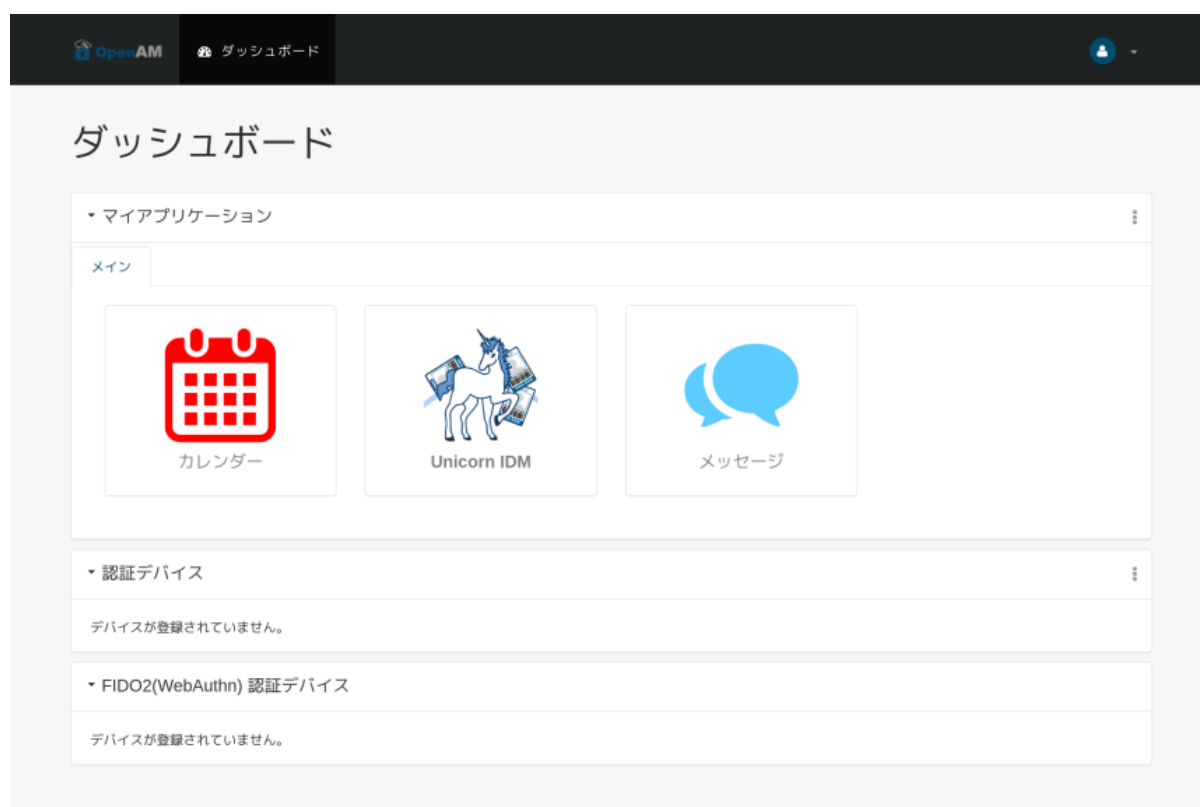 OpenAM ダッシュボード
ダッシュボード
マイアプリケーション
メイン
カレンダー Unicorn IDM メッセージ
認証デバイス
デバイスが登録されていません。
FIDO2(WebAuthn) 認証デバイス
デバイスが登録されていません。